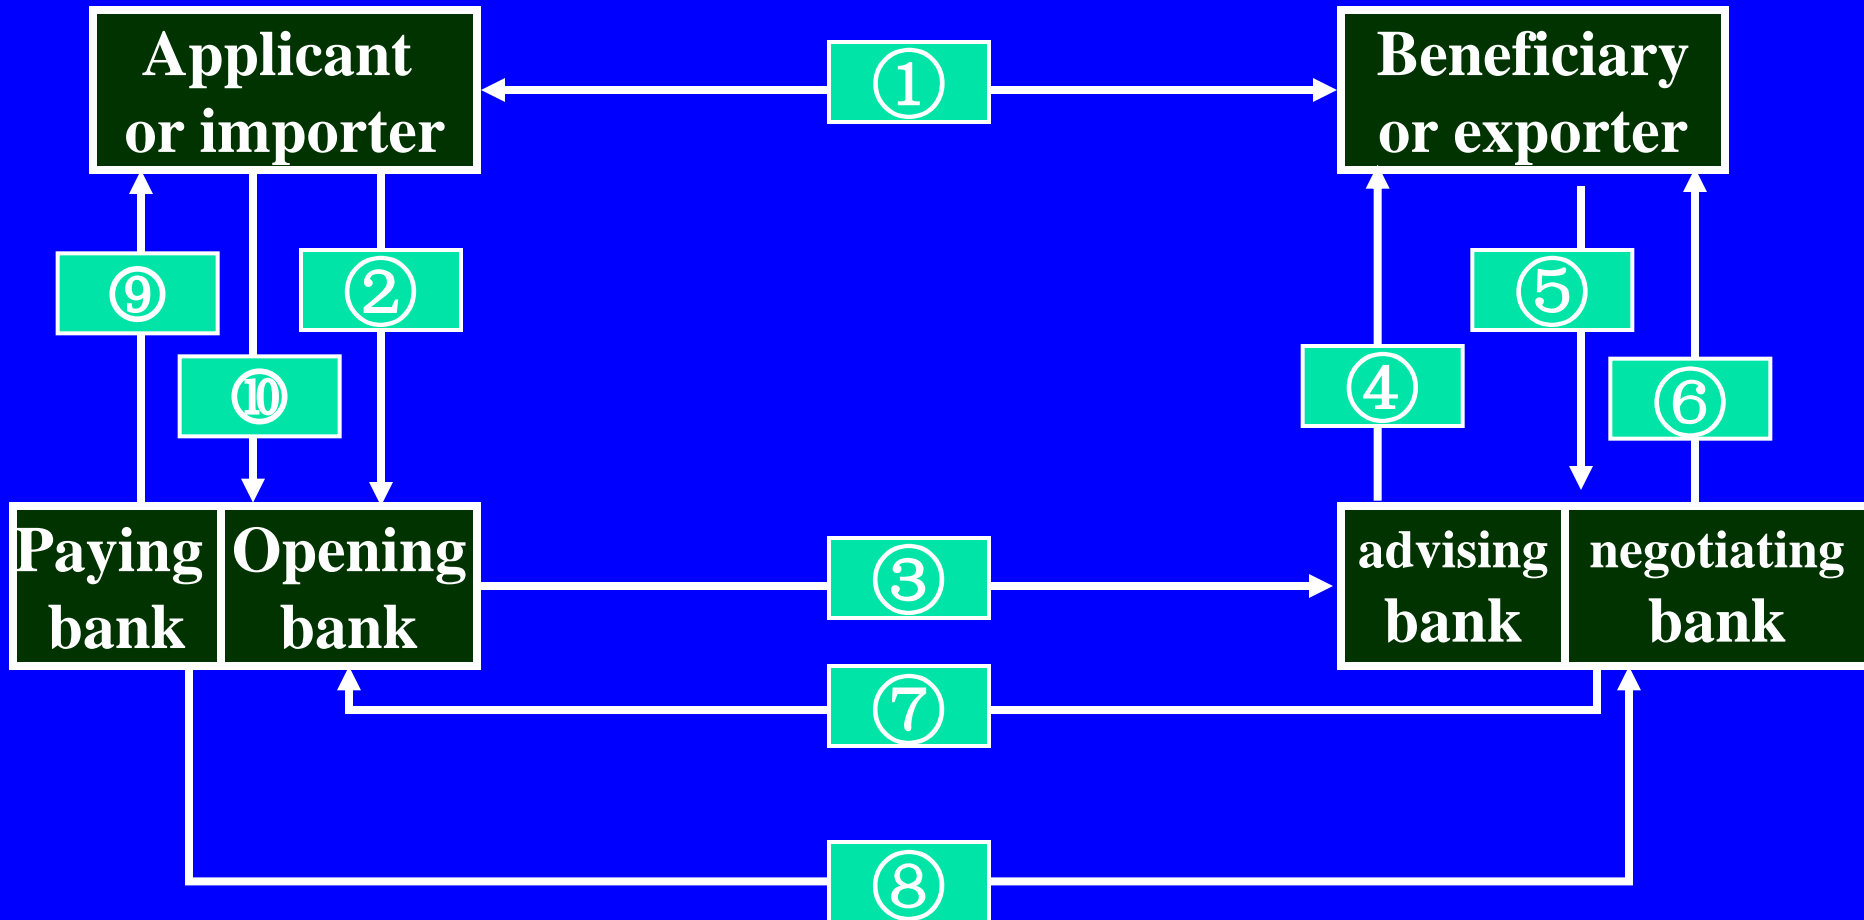 Applicant
or importer
①
Beneficiary
or exporter
⑨
②
⑩
⑤
④
⑥
Paying
bank
Opening
bank
③
advising
bank
negotiating
bank
⑦
⑧